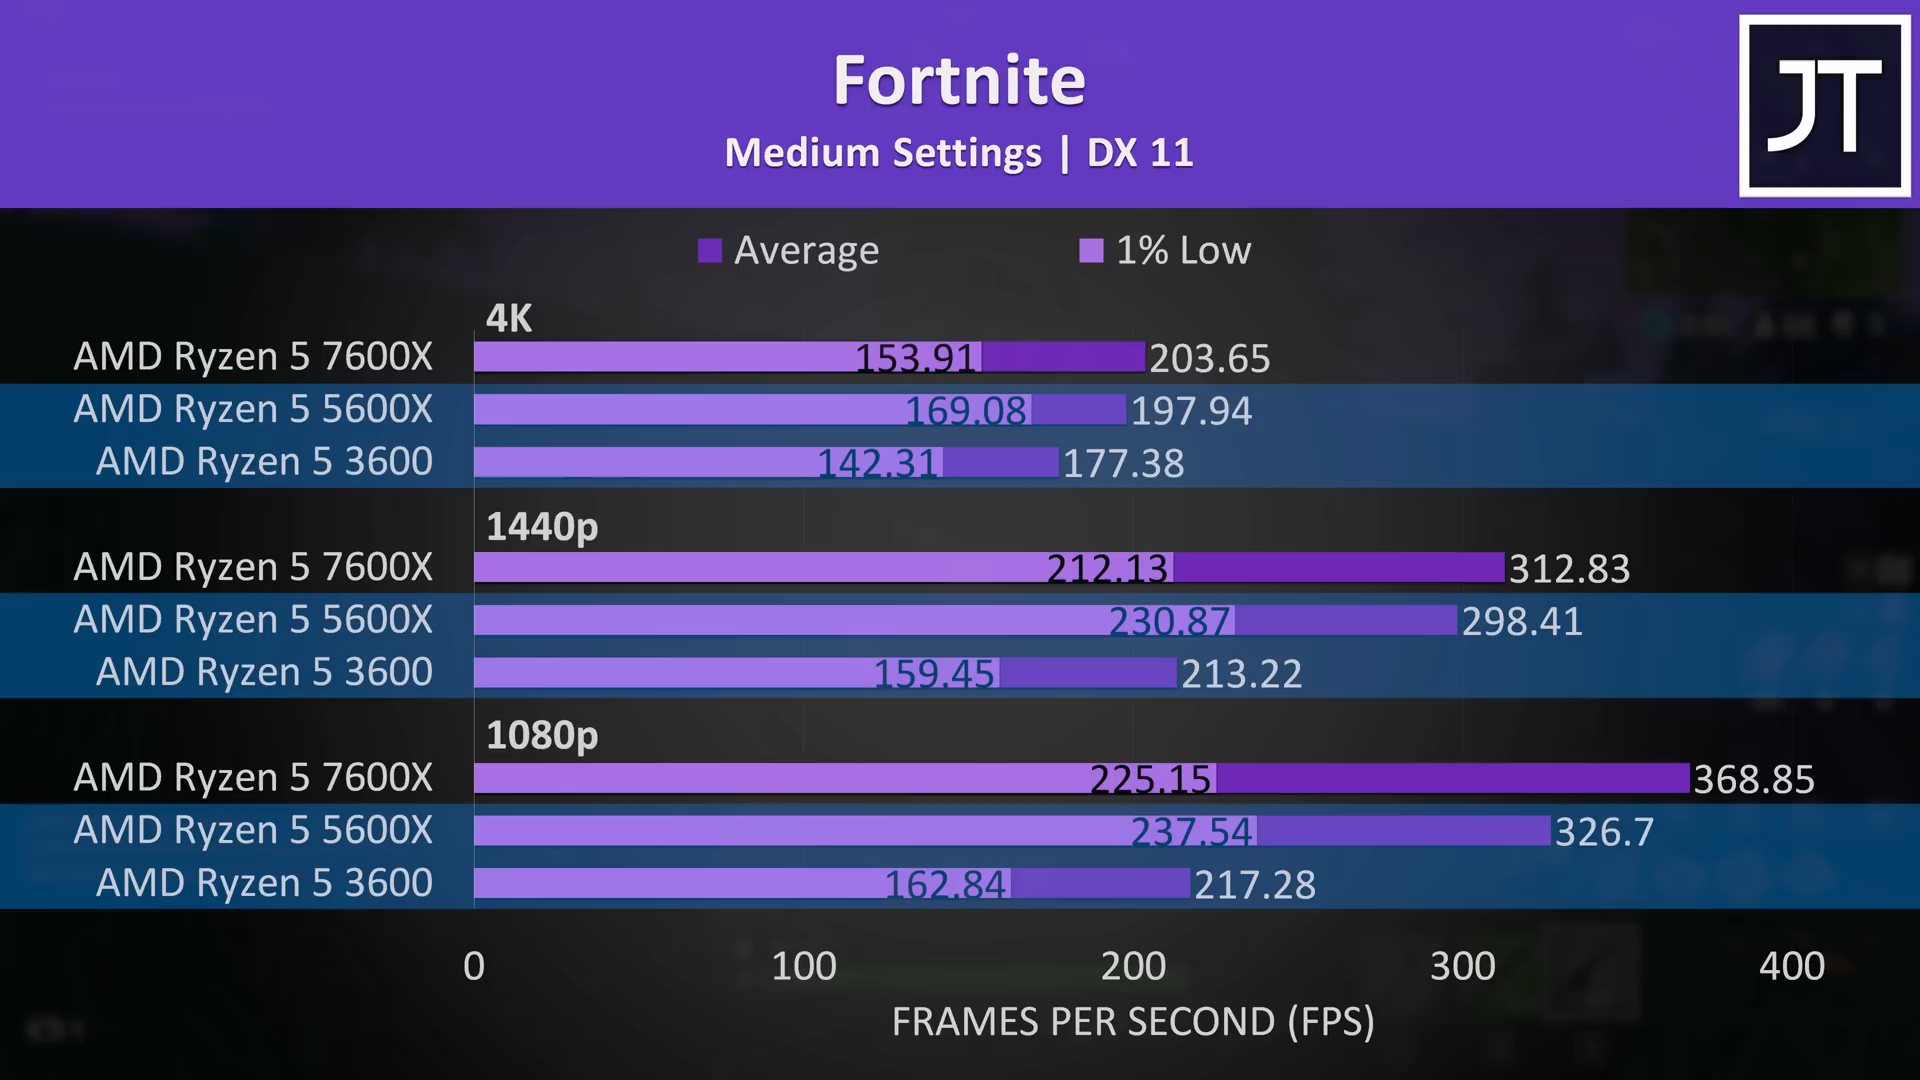 Fortnite
JT
Medium Settings | DX 11
Average
1% Low
4K
AMD Ryzen 5 7600X 153.91 203.65
AMD Ryzen 5 5600X 169.08 197.94
AMD Ryzen 5 3600 142.31 177.38
1440p
AMD Ryzen 5 7600X 212.13 312.83
AMD Ryzen 5 5600X 230.87 298.41
AMD Ryzen 5 3600 159.45 213.22
1080p
AMD Ryzen 5 7600X 225.15 368.85
AMD Ryzen 5 5600X 237.54 326.7
AMD Ryzen 5 3600 162.84 217.28
0 100 200 300 400
FRAMES PER SECOND (FPS)